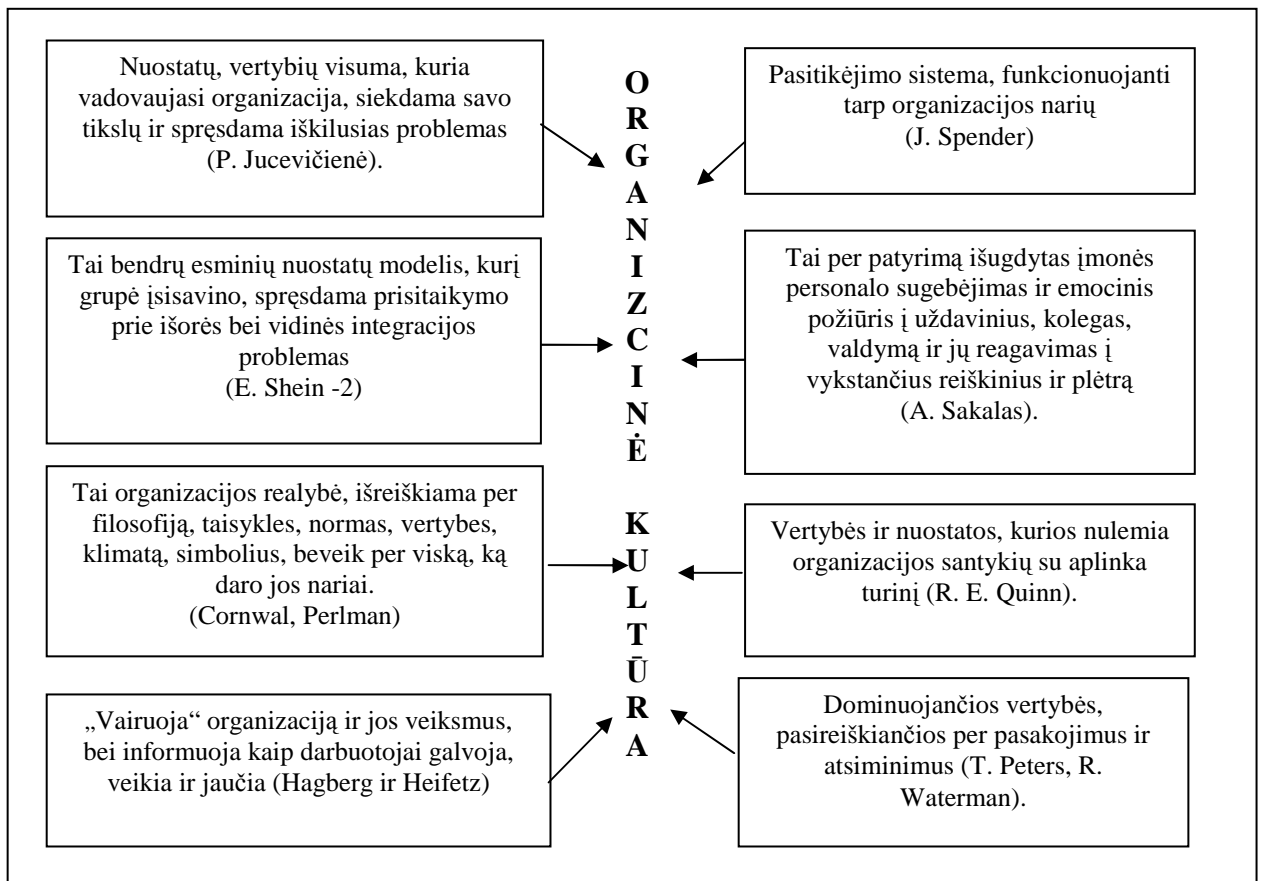 Nuostatų, vertybių visuma, kuria
vadovaujasi organizacija, siekdama savo
tikslų ir spręsdama iškilusias problemas
(P. Jucevičienė).
Tai bendrų esminių nuostatų modelis, kurį
grupė įsisavino, spręsdama prisitaikymo
prie išorės bei vidinės integracijos
problemas
(E. Shein -2)
Tai organizacijos realybė, išreiškiama per
filosofiją, taisykles, normas, vertybes,
klimatą, simbolius, beveik per viską, ką
daro jos nariai.
(Cornwal, Perlman)
„Vairuoja“ organizaciją ir jos veiksmus,
bei informuoja kaip darbuotojai galvoja,
veikia ir jaučia (Hagberg ir Heifetz)
O
R
G
A
N
I
Z
C
I
N
Ė
K
U
L
T
Ū
R
A
Pasitikėjimo sistema, funkcionuojanti
tarp organizacijos narių
(J. Spender)
Tai per patyrimą išugdytas įmonės
personalo sugebėjimas ir emocinis
požiūris į uždavinius, kolegas,
valdymą ir jų reagavimas į
vykstančius reiškinius ir plėtrą
(A. Sakalas).
Vertybės ir nuostatos, kurios nulemia
organizacijos santykių su aplinka
turinį (R. E. Quinn).
Dominuojančios vertybės,
pasireiškiančios per pasakojimus ir
atsiminimus (T. Peters, R.
Waterman).